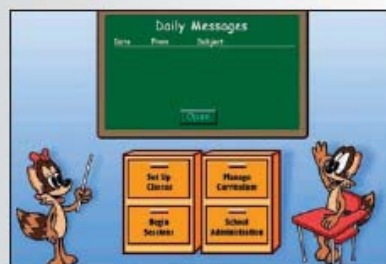 Daily Messages
Date From Subject
Open
Set Up
Classes
Manage
Curriculum
Begin
Sessions
School
Administration